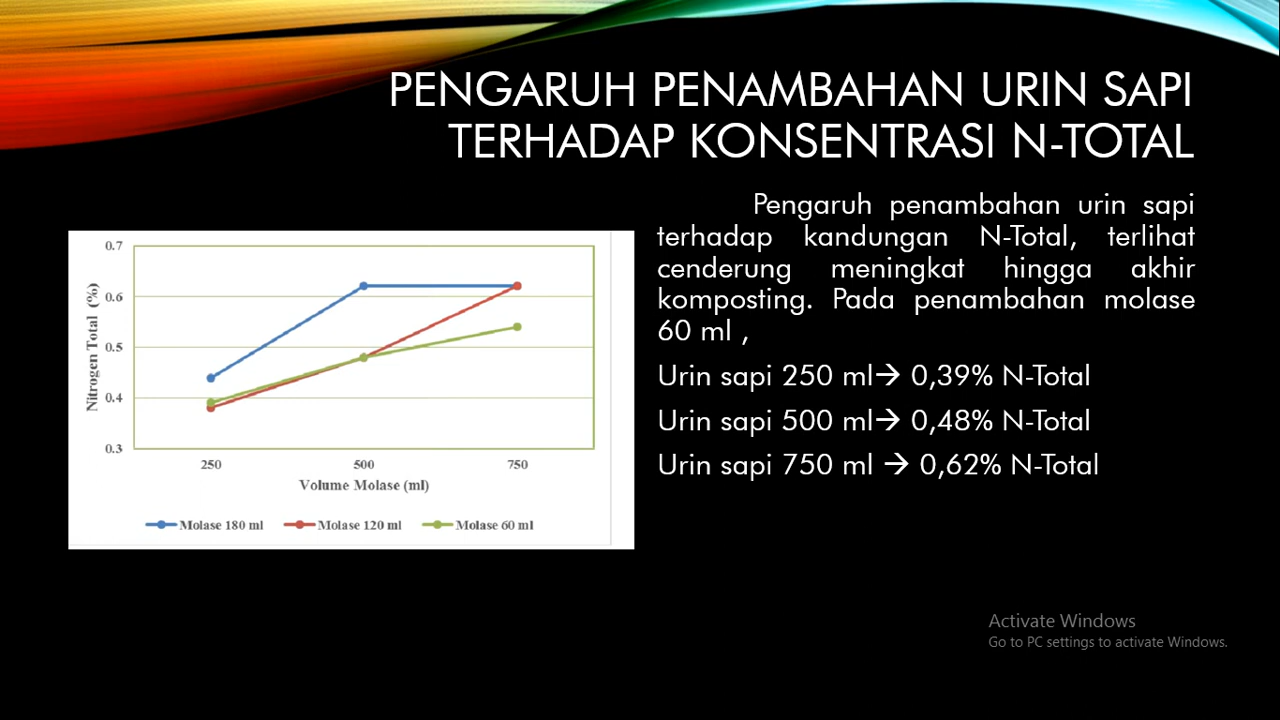 PENGARUH PENAMBAHAN URIN SAPI
TERHADAP KONSENTRASI N-TOTAL
Pengaruh penambahan urin sapi
terhadap kandungan N-Total, terlihat
cenderung meningkat hingga akhir
komposting. Pada penambahan molase
60 ml ,
Urin sapi 250 ml→ 0,39% N-Total
Urin sapi 500 ml→ 0,48% N-Total
Urin sapi 750 ml → 0,62% N-Total
Nitrogen Total (%)
0.7
0.6
0.5
0.4
0.3
250 500 750
Volume Molase (ml)
Molase 180 ml Molase 120 ml Molase 60 ml
Activate Windows
Go to PC settings to activate Windows.